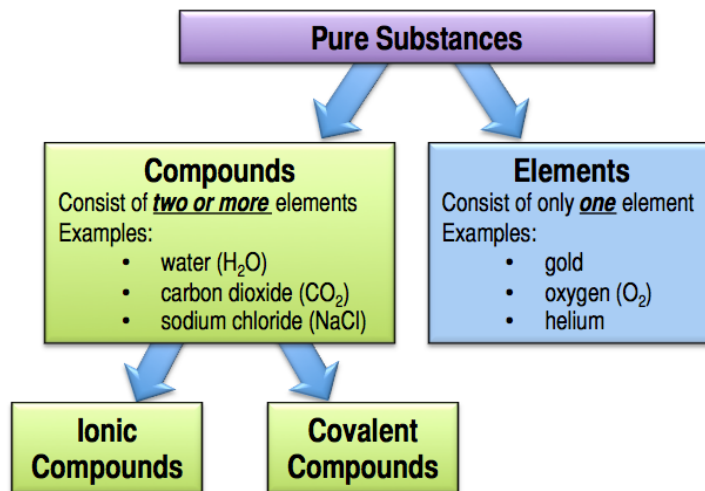 Pure Substances
Compounds
Consist of two or more elements
Examples:
• water (H₂O)
• carbon dioxide (CO₂)
• sodium chloride (NaCl)
Elements
Consist of only one element
Examples:
• gold
• oxygen (O₂)
• helium
Ionic
Compounds
Covalent
Compounds